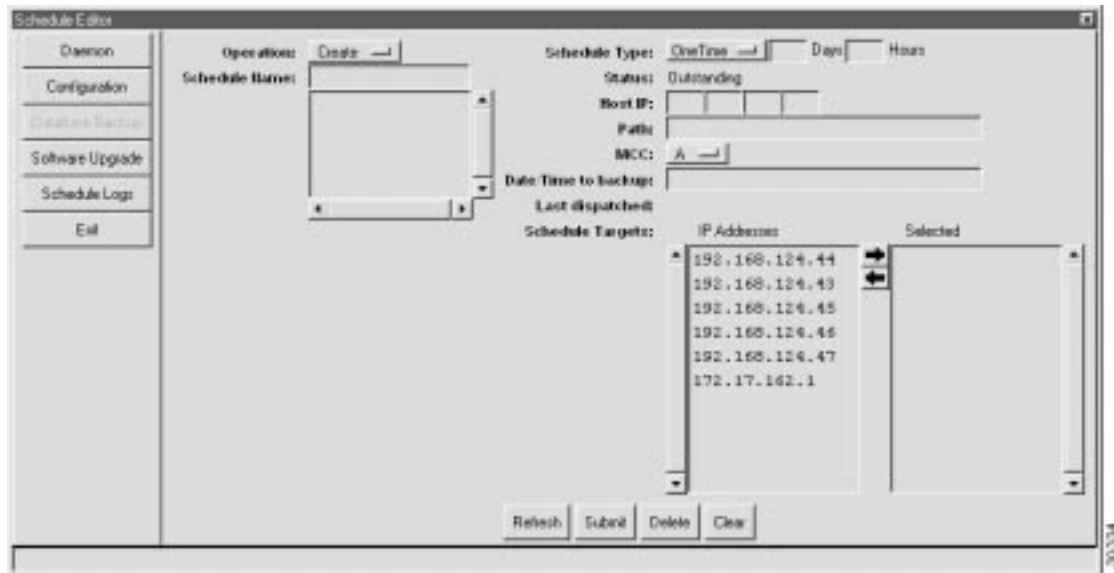 Schedule Editor
Daemon
Configuration
Database Backup
Software Upgrade
Schedule Logs
Exit
Operation: Create
Schedule Name:
Schedule Type: OneTime Days Hours
Status: Outstanding
Host IP:
Path:
MCC: A
Date Time to backup:
Last dispatched:
Schedule Targets: IP Addresses Selected
192.168.124.44
192.168.124.43
192.168.124.45
192.168.124.46
192.168.124.47
172.17.162.1
Refresh Submit Delete Clear